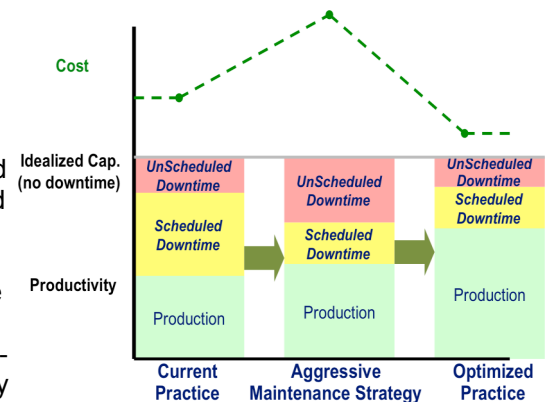 Cost
Idealized Cap.
(no downtime)
UnScheduled
Downtime
UnScheduled
Downtime
UnScheduled
Downtime
Scheduled
Downtime
Scheduled
Downtime
Scheduled
Downtime
Productivity
Production
Production
Production
Current
Practice
Aggressive
Maintenance Strategy
Optimized
Practice